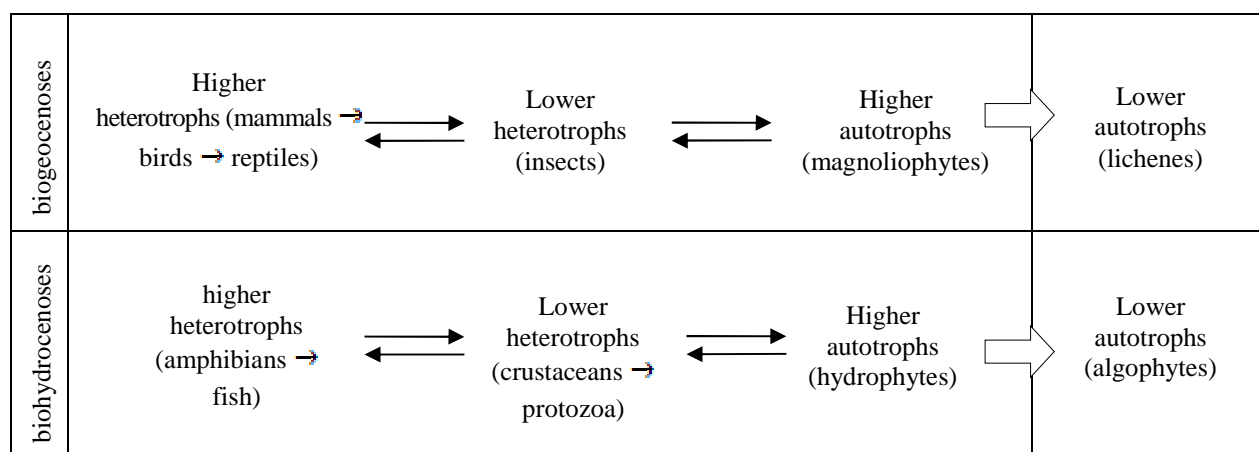 biogeocenoses
Higher
heterotrophs (mammals →
birds → reptiles)
Lower
heterotrophs
(insects)
Higher
autotrophs
(magnoliophytes)
Lower
autotrophs
(lichenes)
biohydrocenoses
higher
heterotrophs
(amphibians →
fish)
Lower
heterotrophs
(crustaceans →
protozoa)
Higher
autotrophs
(hydrophytes)
Lower
autotrophs
(algophytes)